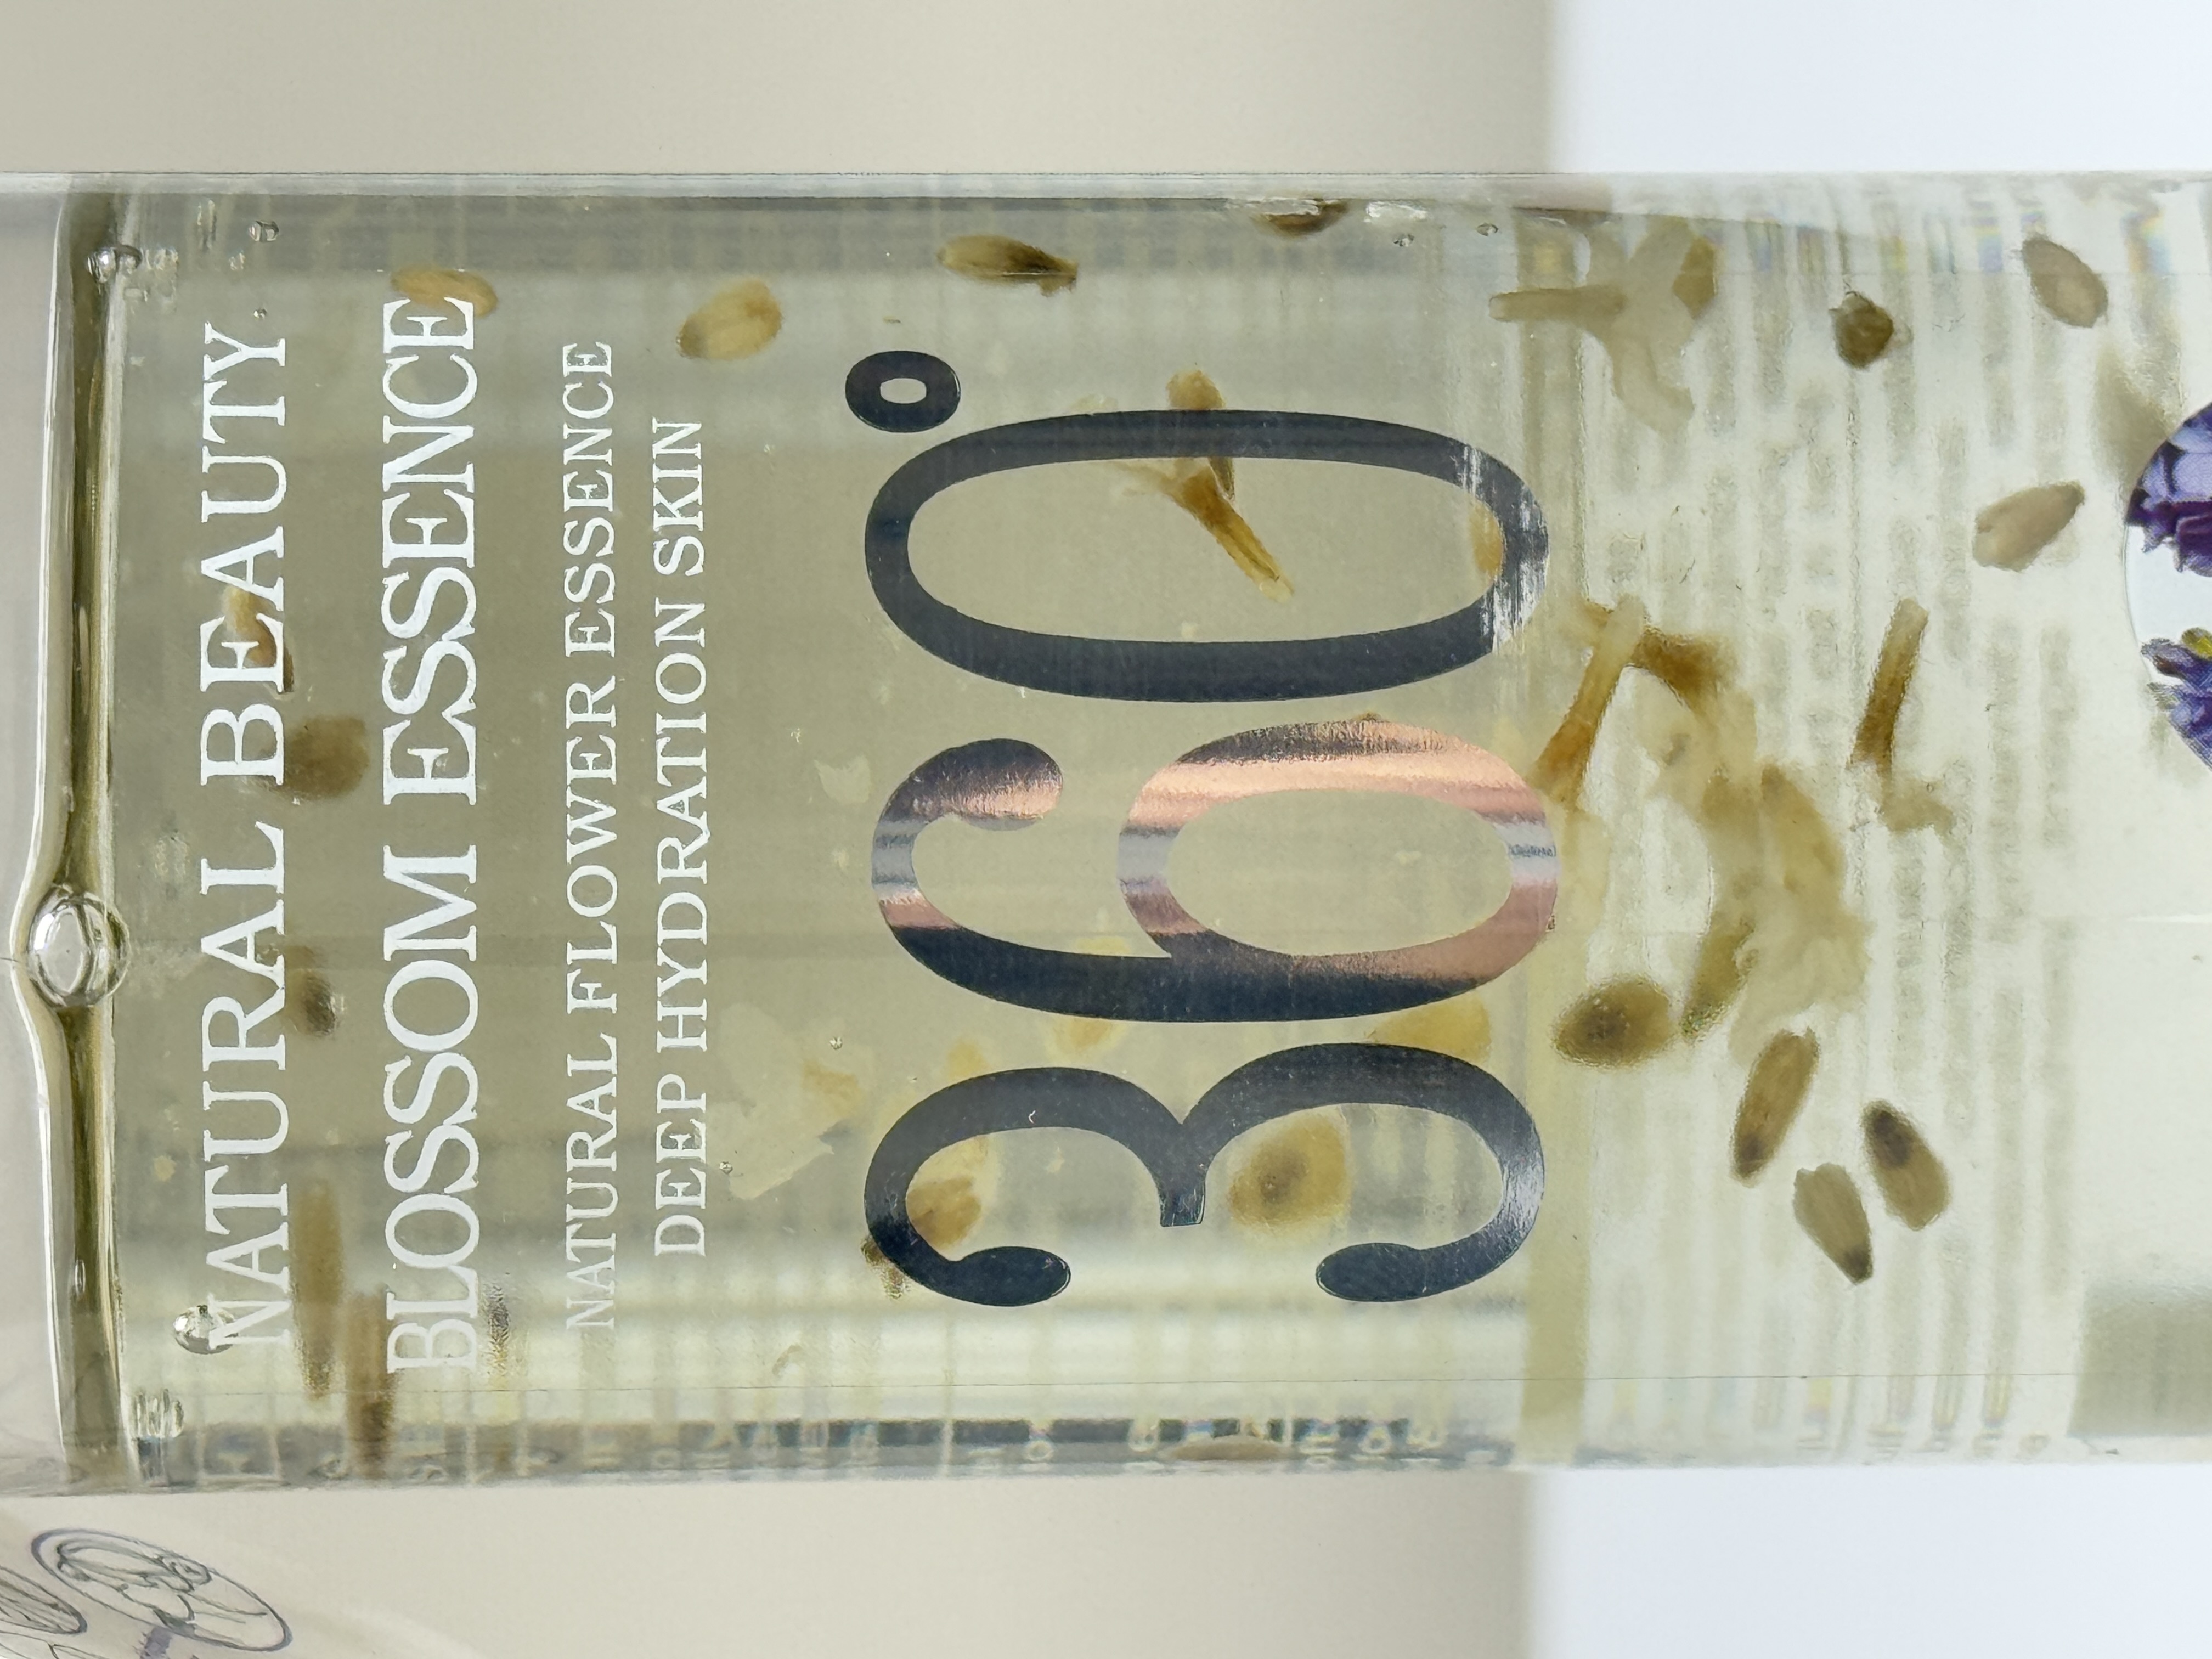 NATURAL BEAUTY
BLOSSOM ESSENCE
NATURAL FLOWER ESSENCE
DEEP HYDRATION SKIN
360°